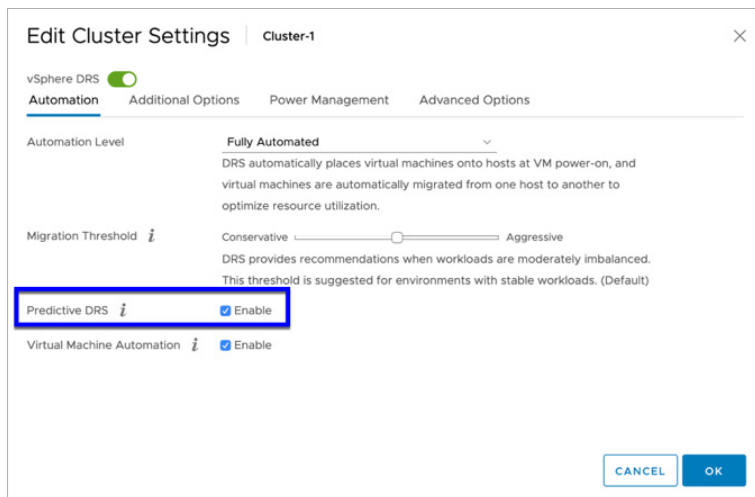 Edit Cluster Settings Cluster-1
vSphere DRS
Automation Additional Options Power Management Advanced Options
Automation Level Fully Automated
DRS automatically places virtual machines onto hosts at VM power-on, and
virtual machines are automatically migrated from one host to another to
optimize resource utilization.
Migration Threshold i Conservative Aggressive
DRS provides recommendations when workloads are moderately imbalanced.
This threshold is suggested for environments with stable workloads. (Default)
Predictive DRS i Enable
Virtual Machine Automation i Enable
CANCEL OK